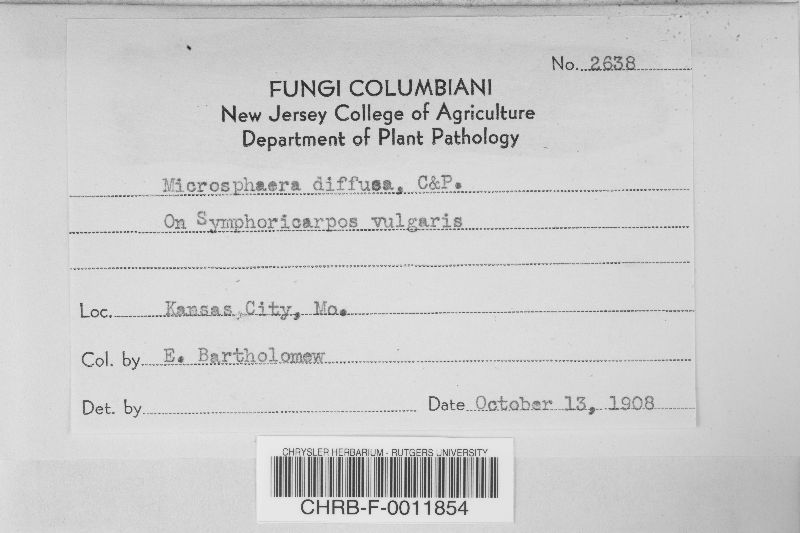 No. 2638
FUNGI COLUMBIANI
New Jersey College of Agriculture
Department of Plant Pathology
Microsphaera diffusa, C&P.
On Symphoricarpos vulgaris
Loc. Kansas City, Mo.
Col. by E. Bartholomew
Det. by
Date October 13, 1908
CHRYSLER HERBARIUM - RUTGERS UNIVERSITY
CHRB-F-0011854